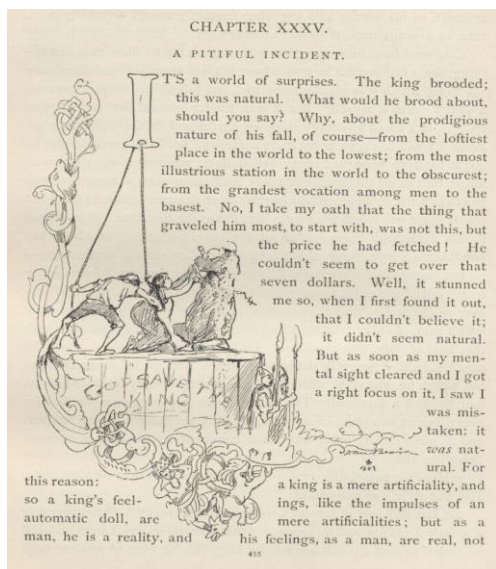 CHAPTER XXXV.
A PITIFUL INCIDENT.
IT'S a world of surprises. The king brooded;
this was natural. What would he brood about,
should you say? Why, about the prodigious
nature of his fall, of course—from the loftiest
place in the world to the lowest; from the most
illustrious station in the world to the obscurest;
from the grandest vocation among men to the
basest. No, I take my oath that the thing that
graveled him most, to start with, was not this, but
the price he had fetched! He
couldn't seem to get over that
seven dollars. Well, it stunned
me so, when I first found it out,
that I couldn't believe it;
it didn't seem natural.
But as soon as my men-
tal sight cleared and I got
a right focus on it, I saw I
was mis-
taken: it
was nat-
ural. For
this reason: a king is a mere artificiality, and
so a king's feel- ings, like the impulses of an
automatic doll, are mere artificialities; but as a
man, he is a reality, and his feelings, as a man, are real, not
GOD SAVE THE
KING
Dan Beard
435